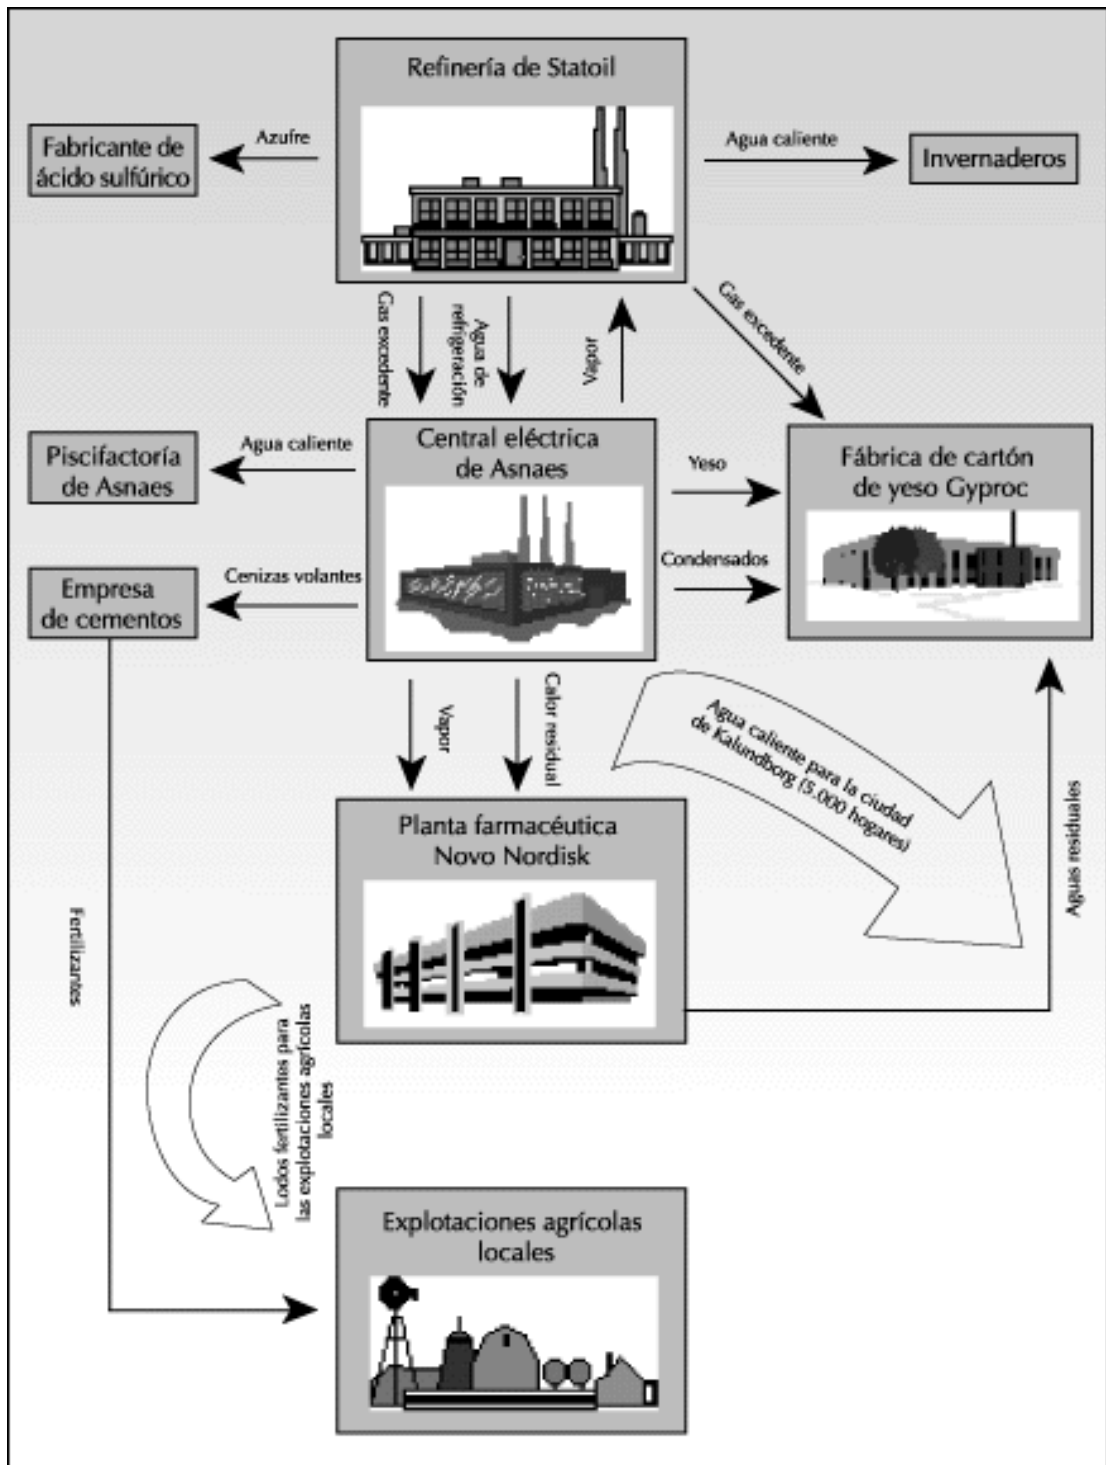 Refinería de Statoil
Azufre
Fabricante de
ácido sulfúrico
Agua caliente
Invernaderos
Gas excedente
Agua de
refrigeración
Vapor
Gas excedente
Central eléctrica
de Asnaes
Agua caliente
Piscifactoría
de Asnaes
Yeso
Fábrica de cartón
de yeso Gyproc
Cenizas volantes
Empresa
de cementos
Condensados
Vapor
Calor residual
Agua caliente para la ciudad
de Kalundborg (5.000 hogares)
Planta farmacéutica
Novo Nordisk
Aguas residuales
Fertilizantes
Lodos fertilizantes para
las explotaciones agrícolas
locales
Explotaciones agrícolas
locales